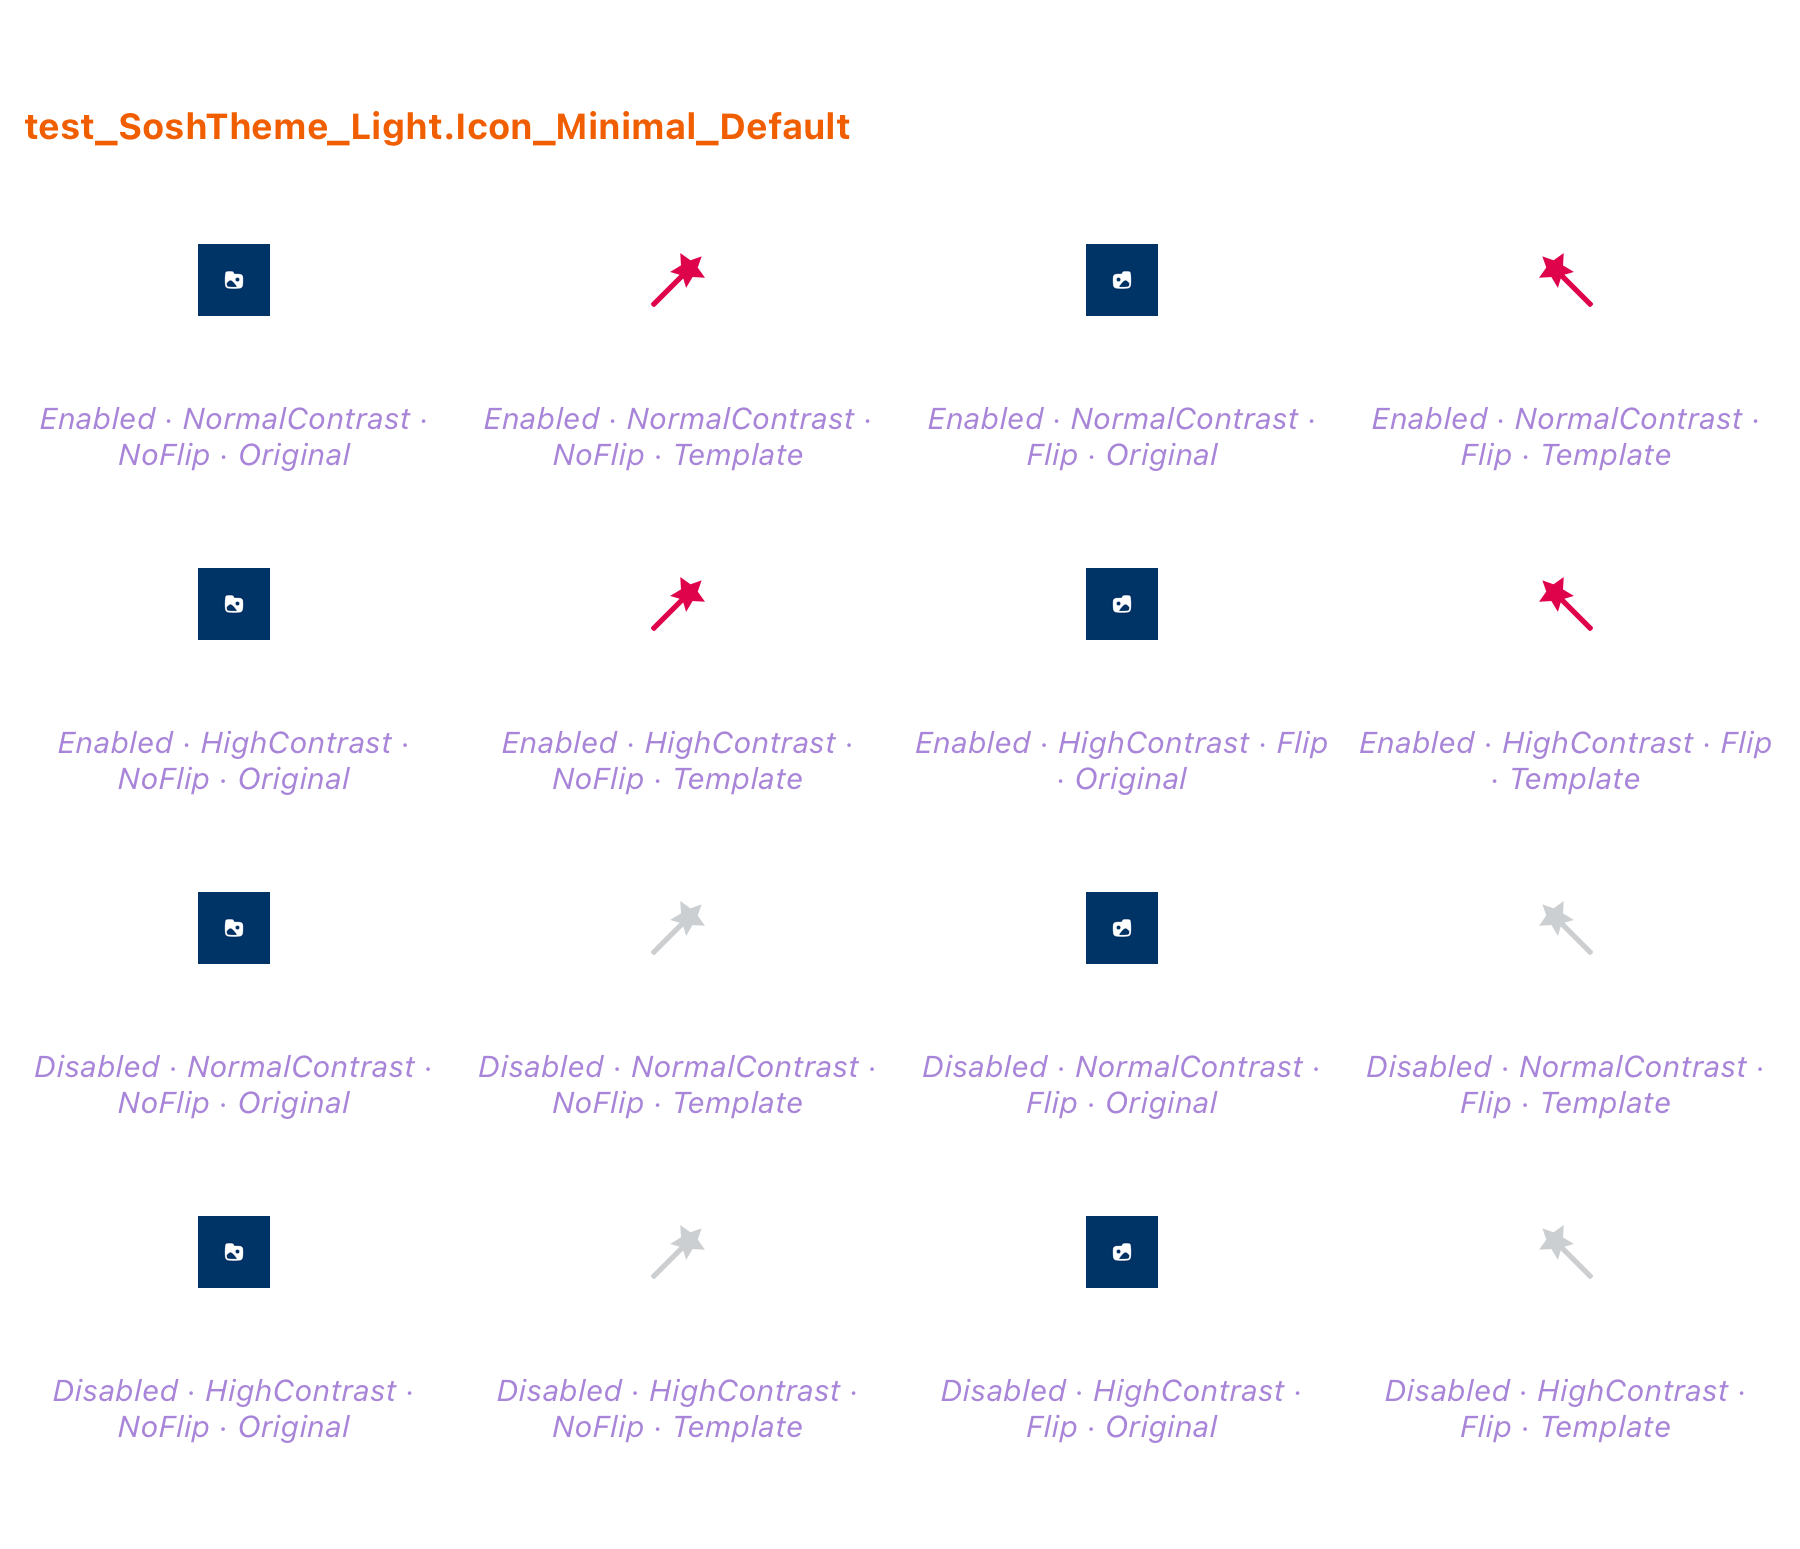 test_SoshTheme_Light.Icon_Minimal_Default
Enabled · NormalContrast ·
NoFlip · Original
Enabled · NormalContrast ·
NoFlip · Template
Enabled · NormalContrast ·
Flip · Original
Enabled · NormalContrast ·
Flip · Template
Enabled · HighContrast ·
NoFlip · Original
Enabled · HighContrast ·
NoFlip · Template
Enabled · HighContrast · Flip
· Original
Enabled · HighContrast · Flip
· Template
Disabled · NormalContrast ·
NoFlip · Original
Disabled · NormalContrast ·
NoFlip · Template
Disabled · NormalContrast ·
Flip · Original
Disabled · NormalContrast ·
Flip · Template
Disabled · HighContrast ·
NoFlip · Original
Disabled · HighContrast ·
NoFlip · Template
Disabled · HighContrast ·
Flip · Original
Disabled · HighContrast ·
Flip · Template